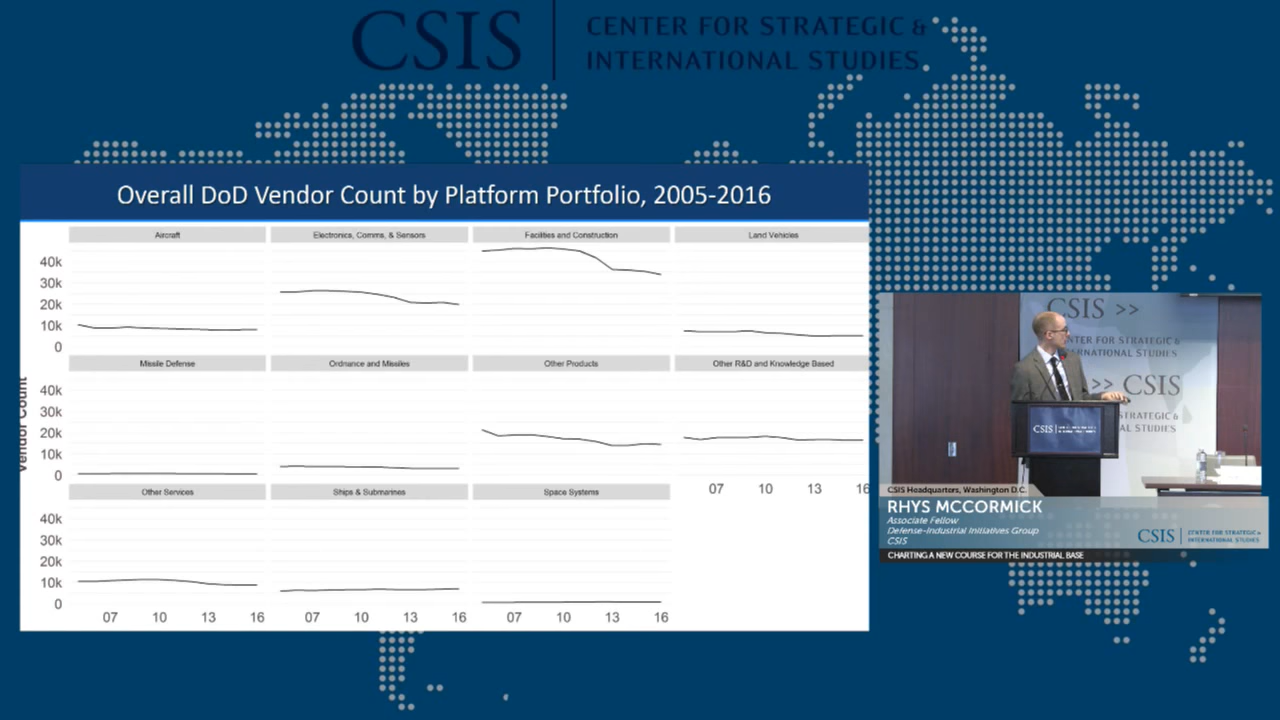 CSIS
CENTER FOR STRATEGIC &
INTERNATIONAL STUDIES
Overall DoD Vendor Count by Platform Portfolio, 2005-2016
Vendor Count
Aircraft
Electronics, Comms, & Sensors
Facilities and Construction
Land Vehicles
40k
30k
20k
10k
0
Missile Defense
Ordnance and Missiles
Other Products
Other R&D and Knowledge Based
40k
30k
20k
10k
0
07 10 13 16
Other Services
Ships & Submarines
Space Systems
40k
30k
20k
10k
0
07 10 13 16
07 10 13 16
07 10 13 16
CSIS >>
CENTER FOR STRATEGIC &
ERNATIONAL STUDIES
>> CSIS
STRATEGIC &
AL STUDIES
CSIS
CSIS Headquarters, Washington D.C.
RHYS MCCORMICK
Associate Fellow
Defense-Industrial Initiatives Group
CSIS
CSIS
CENTER FOR STRATEGIC &
INTERNATIONAL STUDIES
CHARTING A NEW COURSE FOR THE INDUSTRIAL BASE